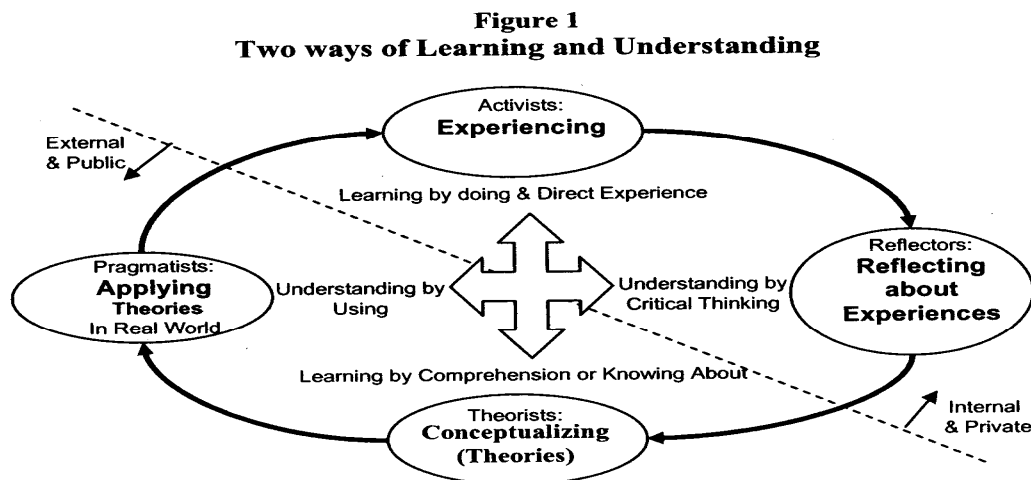 Figure 1
Two ways of Learning and Understanding
Activists:
Experiencing
External
& Public
Learning by doing & Direct Experience
Pragmatists:
Applying
Theories
In Real World
Understanding by
Using
Understanding by
Critical Thinking
Reflectors:
Reflecting
about
Experiences
Learning by Comprehension or Knowing About
Theorists:
Conceptualizing
(Theories)
Internal
& Private